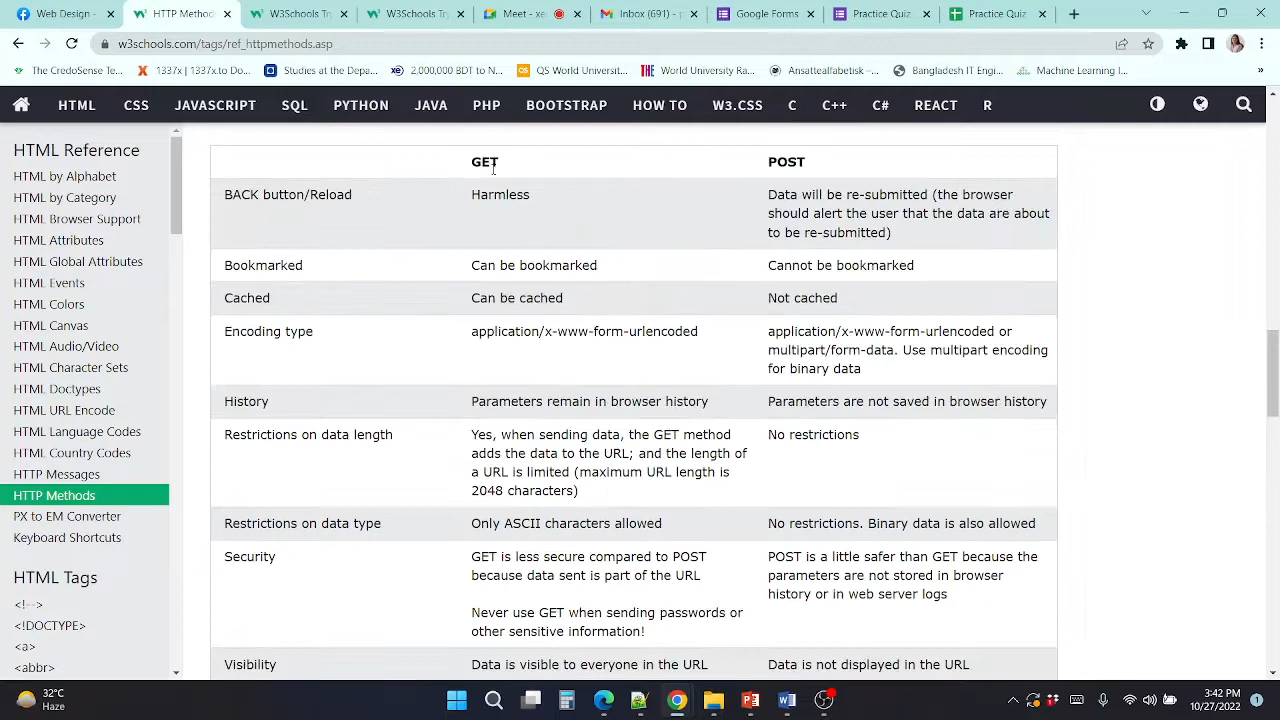 Web Design
HTTP Methods
W3Schools Try
W3Schools Try
Meet - xe
Inbox (691) - p
Google Forms
Practice Quiz
Practice Quiz
w3schools.com/tags/ref_httpmethods.asp
The CredoSense Te...
1337x | 1337x.to Do...
Studies at the Depa...
2,000,000 BDT to N...
QS World Universit...
World University Ra...
Ansattealfabtisk –...
Bangladesh IT Engi...
Machine Learning I...
»
HTML CSS JAVASCRIPT SQL PYTHON JAVA PHP BOOTSTRAP HOW TO W3.CSS C C++ C# REACT R
HTML Reference
HTML by Alphabet
HTML by Category
HTML Browser Support
HTML Attributes
HTML Global Attributes
HTML Events
HTML Colors
HTML Canvas
HTML Audio/Video
HTML Character Sets
HTML Doctypes
HTML URL Encode
HTML Language Codes
HTML Country Codes
HTTP Messages
HTTP Methods
PX to EM Converter
Keyboard Shortcuts
HTML Tags
<!-->
<!DOCTYPE>
<a>
<abbr>
GET POST
BACK button/Reload Harmless Data will be re-submitted (the browser
should alert the user that the data are about
to be re-submitted)
Bookmarked Can be bookmarked Cannot be bookmarked
Cached Can be cached Not cached
Encoding type application/x-www-form-urlencoded application/x-www-form-urlencoded or
multipart/form-data. Use multipart encoding
for binary data
History Parameters remain in browser history Parameters are not saved in browser history
Restrictions on data length Yes, when sending data, the GET method No restrictions
adds the data to the URL; and the length of
a URL is limited (maximum URL length is
2048 characters)
Restrictions on data type Only ASCII characters allowed No restrictions. Binary data is also allowed
Security GET is less secure compared to POST POST is a little safer than GET because the
because data sent is part of the URL parameters are not stored in browser
history or in web server logs
Never use GET when sending passwords or
other sensitive information!
Visibility Data is visible to everyone in the URL Data is not displayed in the URL
32°C
Haze
3:42 PM
10/27/2022
1